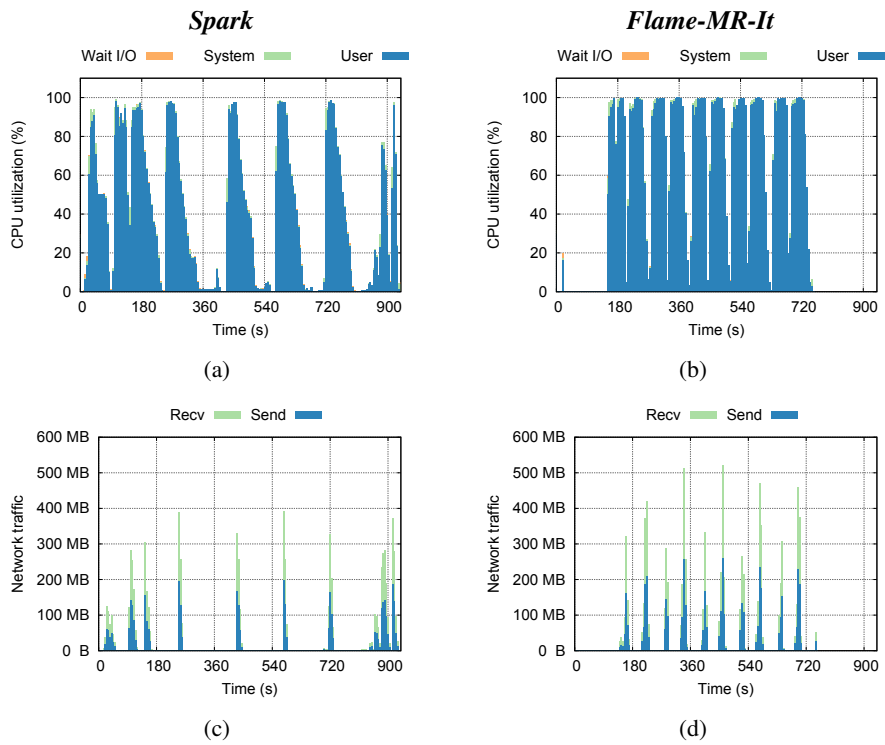 Spark
Wait I/O System User
100
80
60
40
20
0
CPU utilization (%)
0 180 360 540 720 900
Time (s)
(a)
Flame-MR-It
Wait I/O System User
100
80
60
40
20
0
CPU utilization (%)
0 180 360 540 720 900
Time (s)
(b)
Recv Send
600 MB
500 MB
400 MB
300 MB
200 MB
100 MB
0 B
Network traffic
0 180 360 540 720 900
Time (s)
(c)
Recv Send
600 MB
500 MB
400 MB
300 MB
200 MB
100 MB
0 B
Network traffic
0 180 360 540 720 900
Time (s)
(d)